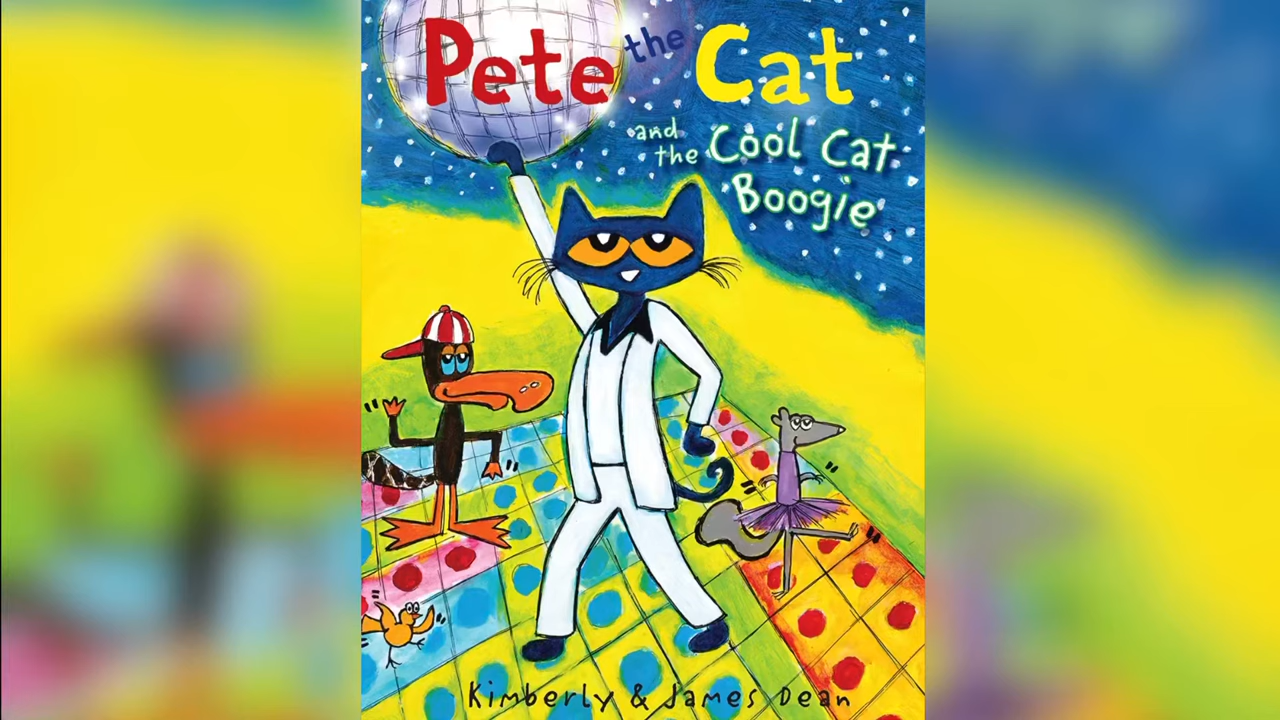 Pete the Cat
and the Cool Cat
Boogie
Kimberly & James Dean